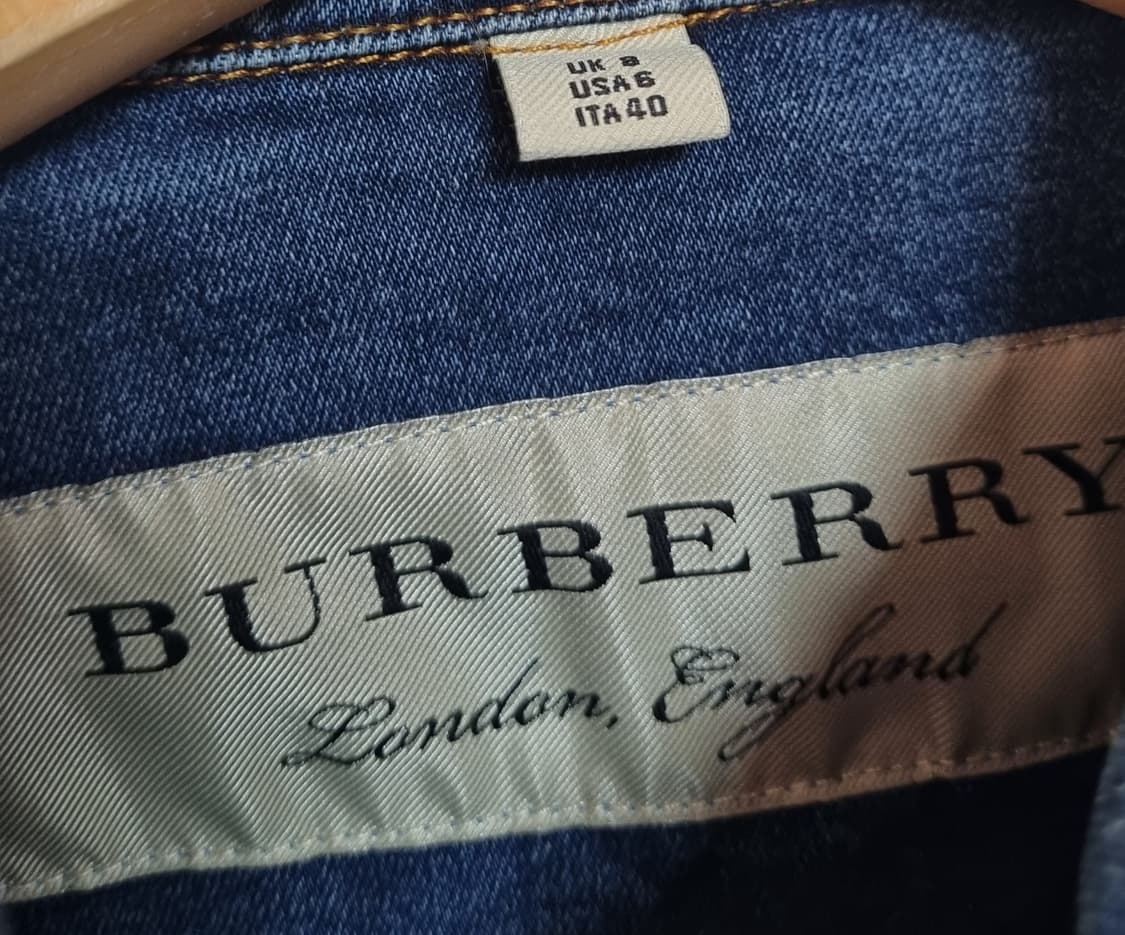 UK 8
USA 6
ITA 40
BURBERRY
London, England